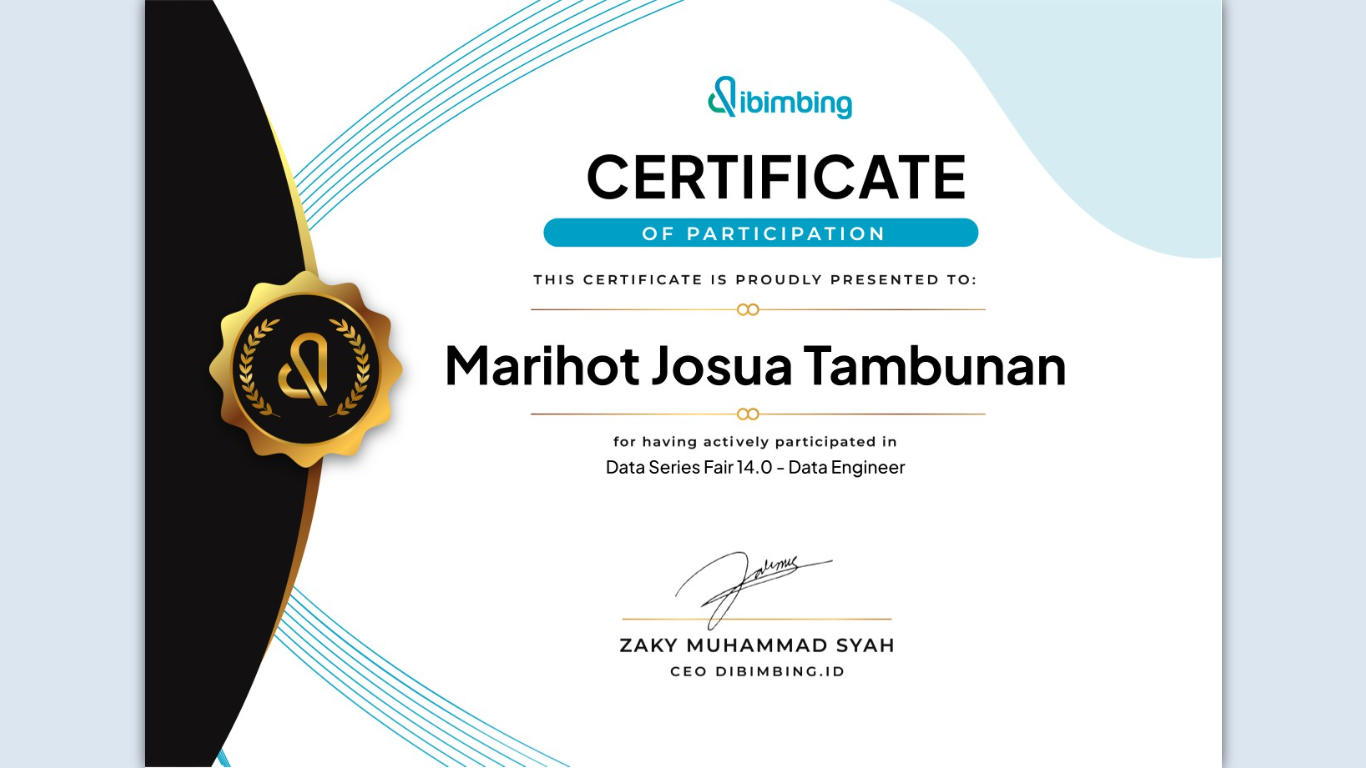 dibimbing
CERTIFICATE
OF PARTICIPATION
THIS CERTIFICATE IS PROUDLY PRESENTED TO:
Marihot Josua Tambunan
for having actively participated in
Data Series Fair 14.0 - Data Engineer
ZAKY MUHAMMAD SYAH
CEO DIBIMBING.ID